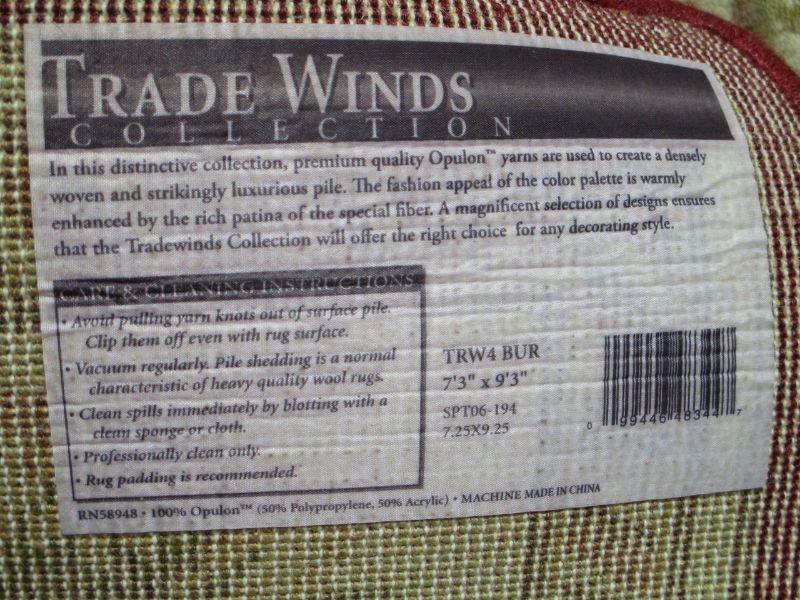 TRADE WINDS
COLLECTION
In this distinctive collection, premium quality Opulon™ yarns are used to create a densely
woven and strikingly luxurious pile. The fashion appeal of the color palette is warmly
enhanced by the rich patina of the special fiber. A magnificent selection of designs ensures
that the Tradewinds Collection will offer the right choice for any decorating style.
CARE & CLEANING INSTRUCTIONS
• Avoid pulling yarn knots out of surface pile.
Clip them off even with rug surface.
• Vacuum regularly. Pile shedding is a normal
characteristic of heavy quality wool rugs.
• Clean spills immediately by blotting with a
clean sponge or cloth.
• Professionally clean only.
• Rug padding is recommended.
TRW4 BUR
7'3" x 9'3"
SPT06-194
7.25X9.25
0 99446 48344 7
RN58948 • 100% Opulon™ (50% Polypropylene, 50% Acrylic) • MACHINE MADE IN CHINA